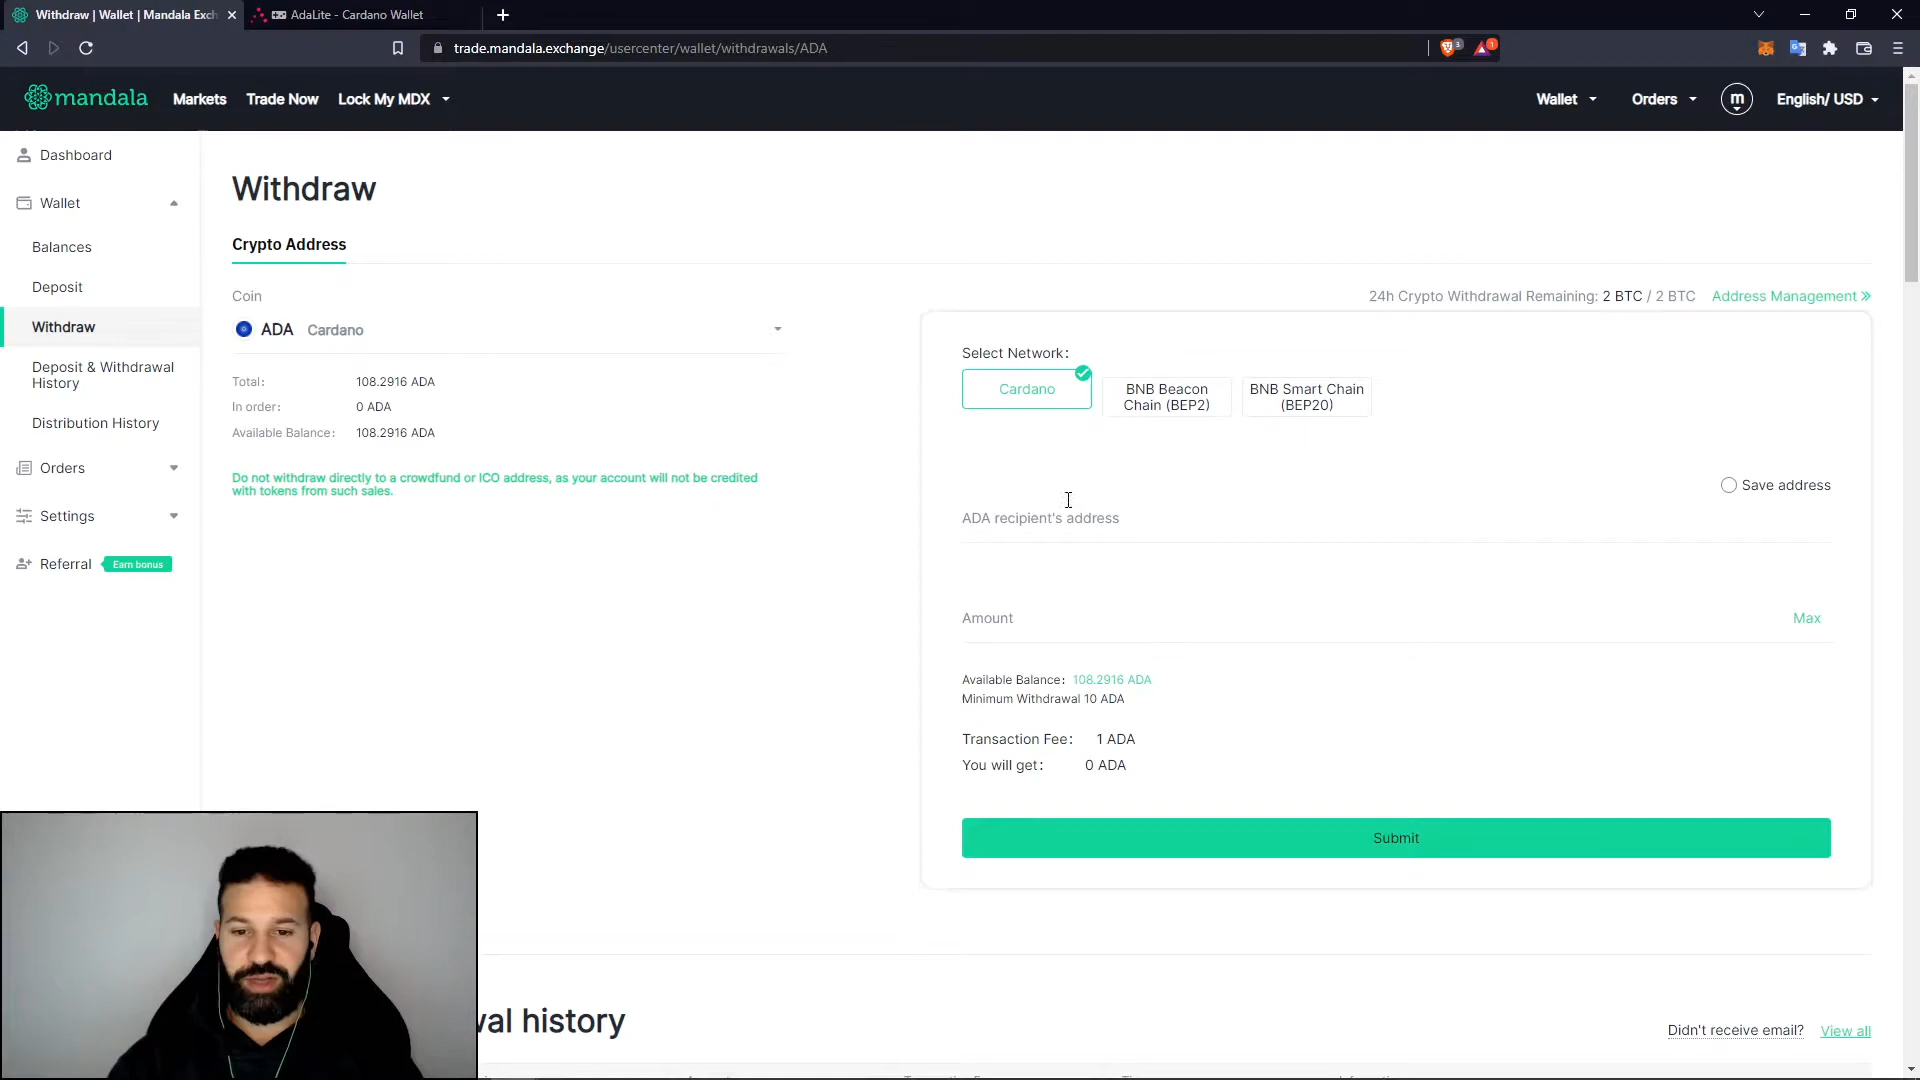 Withdraw | Wallet | Mandala Exch
AdaLite - Cardano Wallet
trade.mandala.exchange/usercenter/wallet/withdrawals/ADA
3
1
mandala
Markets
Trade Now
Lock My MDX
Wallet
Orders
m
English/ USD
Dashboard
Wallet
Balances
Deposit
Withdraw
Deposit & Withdrawal
History
Distribution History
Orders
Settings
Referral
Earn bonus
Withdraw
Crypto Address
Coin
ADA Cardano
Total: 108.2916 ADA
In order: 0 ADA
Available Balance: 108.2916 ADA
Do not withdraw directly to a crowdfund or ICO address, as your account will not be credited
with tokens from such sales.
24h Crypto Withdrawal Remaining: 2 BTC / 2 BTC
Address Management
Select Network:
Cardano
BNB Beacon
Chain (BEP2)
BNB Smart Chain
(BEP20)
Save address
ADA recipient's address
Amount
Max
Available Balance: 108.2916 ADA
Minimum Withdrawal 10 ADA
Transaction Fee: 1 ADA
You will get: 0 ADA
Submit
wal history
Didn't receive email?
View all